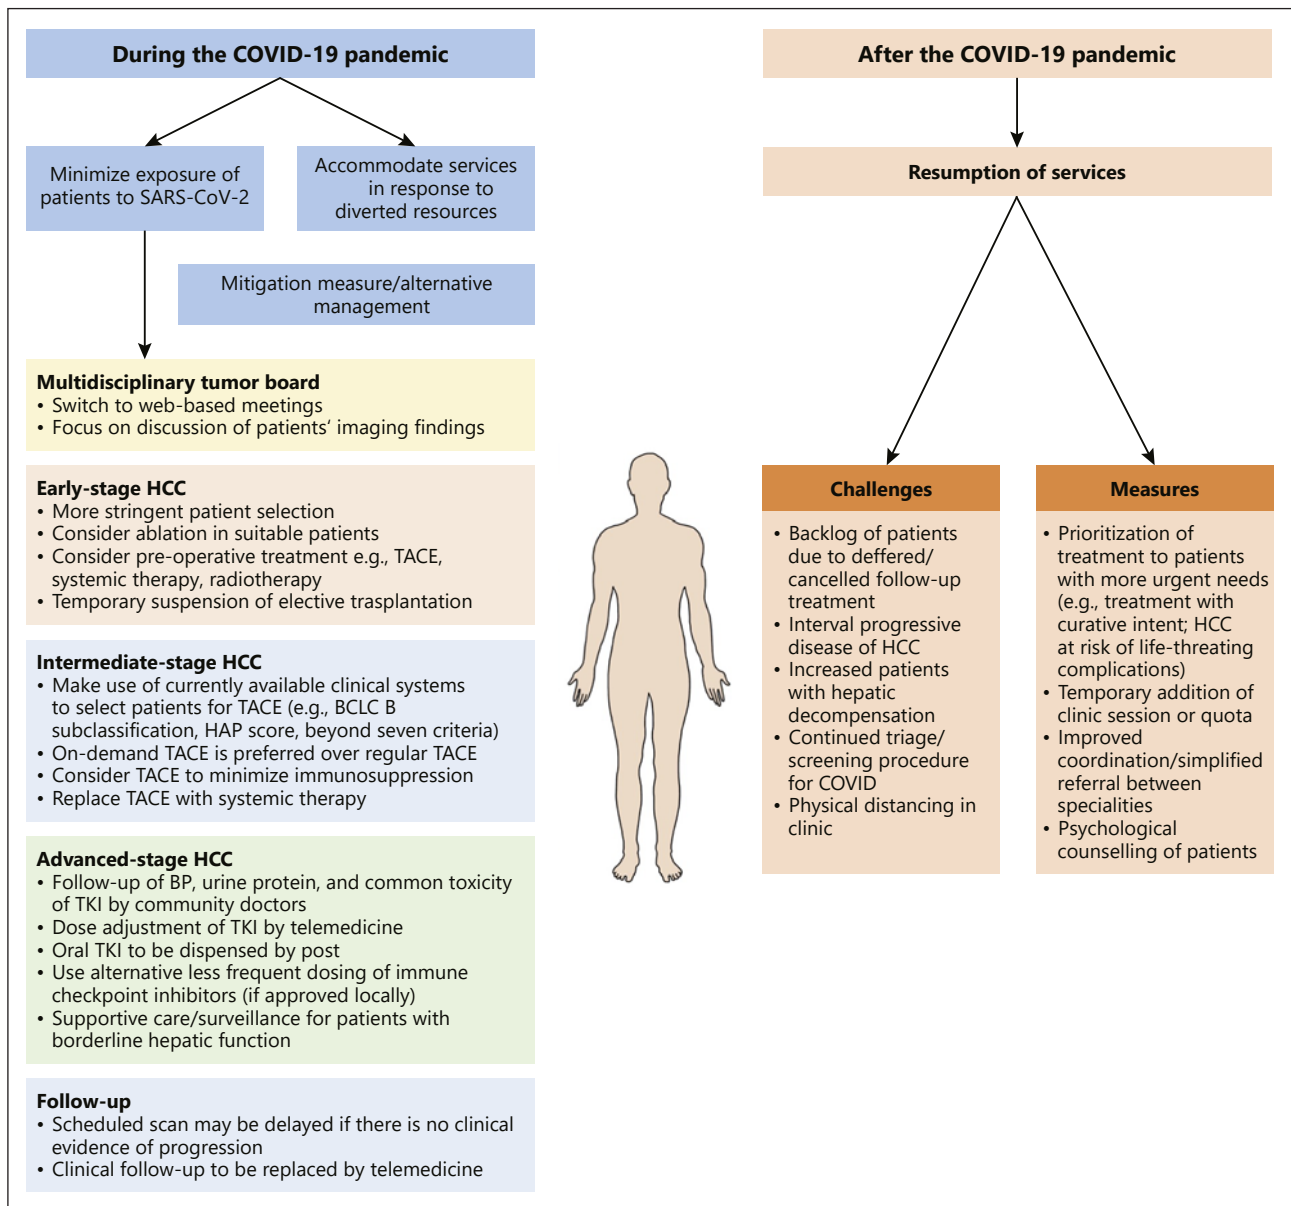 During the COVID-19 pandemic
Minimize exposure of
patients to SARS-CoV-2
Accommodate services
in response to
diverted resources
Mitigation measure/alternative
management
Multidisciplinary tumor board
• Switch to web-based meetings
• Focus on discussion of patients‘ imaging findings
Early-stage HCC
• More stringent patient selection
• Consider ablation in suitable patients
• Consider pre-operative treatment e.g., TACE,
systemic therapy, radiotherapy
• Temporary suspension of elective trasplantation
Intermediate-stage HCC
• Make use of currently available clinical systems
to select patients for TACE (e.g., BCLC B
subclassification, HAP score, beyond seven criteria)
• On-demand TACE is preferred over regular TACE
• Consider TACE to minimize immunosuppression
• Replace TACE with systemic therapy
Advanced-stage HCC
• Follow-up of BP, urine protein, and common toxicity
of TKI by community doctors
• Dose adjustment of TKI by telemedicine
• Oral TKI to be dispensed by post
• Use alternative less frequent dosing of immune
checkpoint inhibitors (if approved locally)
• Supportive care/surveillance for patients with
borderline hepatic function
Follow-up
• Scheduled scan may be delayed if there is no clinical
evidence of progression
• Clinical follow-up to be replaced by telemedicine
After the COVID-19 pandemic
Resumption of services
Challenges
• Backlog of patients
due to deffered/
cancelled follow-up
treatment
• Interval progressive
disease of HCC
• Increased patients
with hepatic
decompensation
• Continued triage/
screening procedure
for COVID
• Physical distancing in
clinic
Measures
• Prioritization of
treatment to patients
with more urgent needs
(e.g., treatment with
curative intent; HCC
at risk of life-threating
complications)
• Temporary addition of
clinic session or quota
• Improved
coordination/simplified
referral between
specialities
• Psychological
counselling of patients